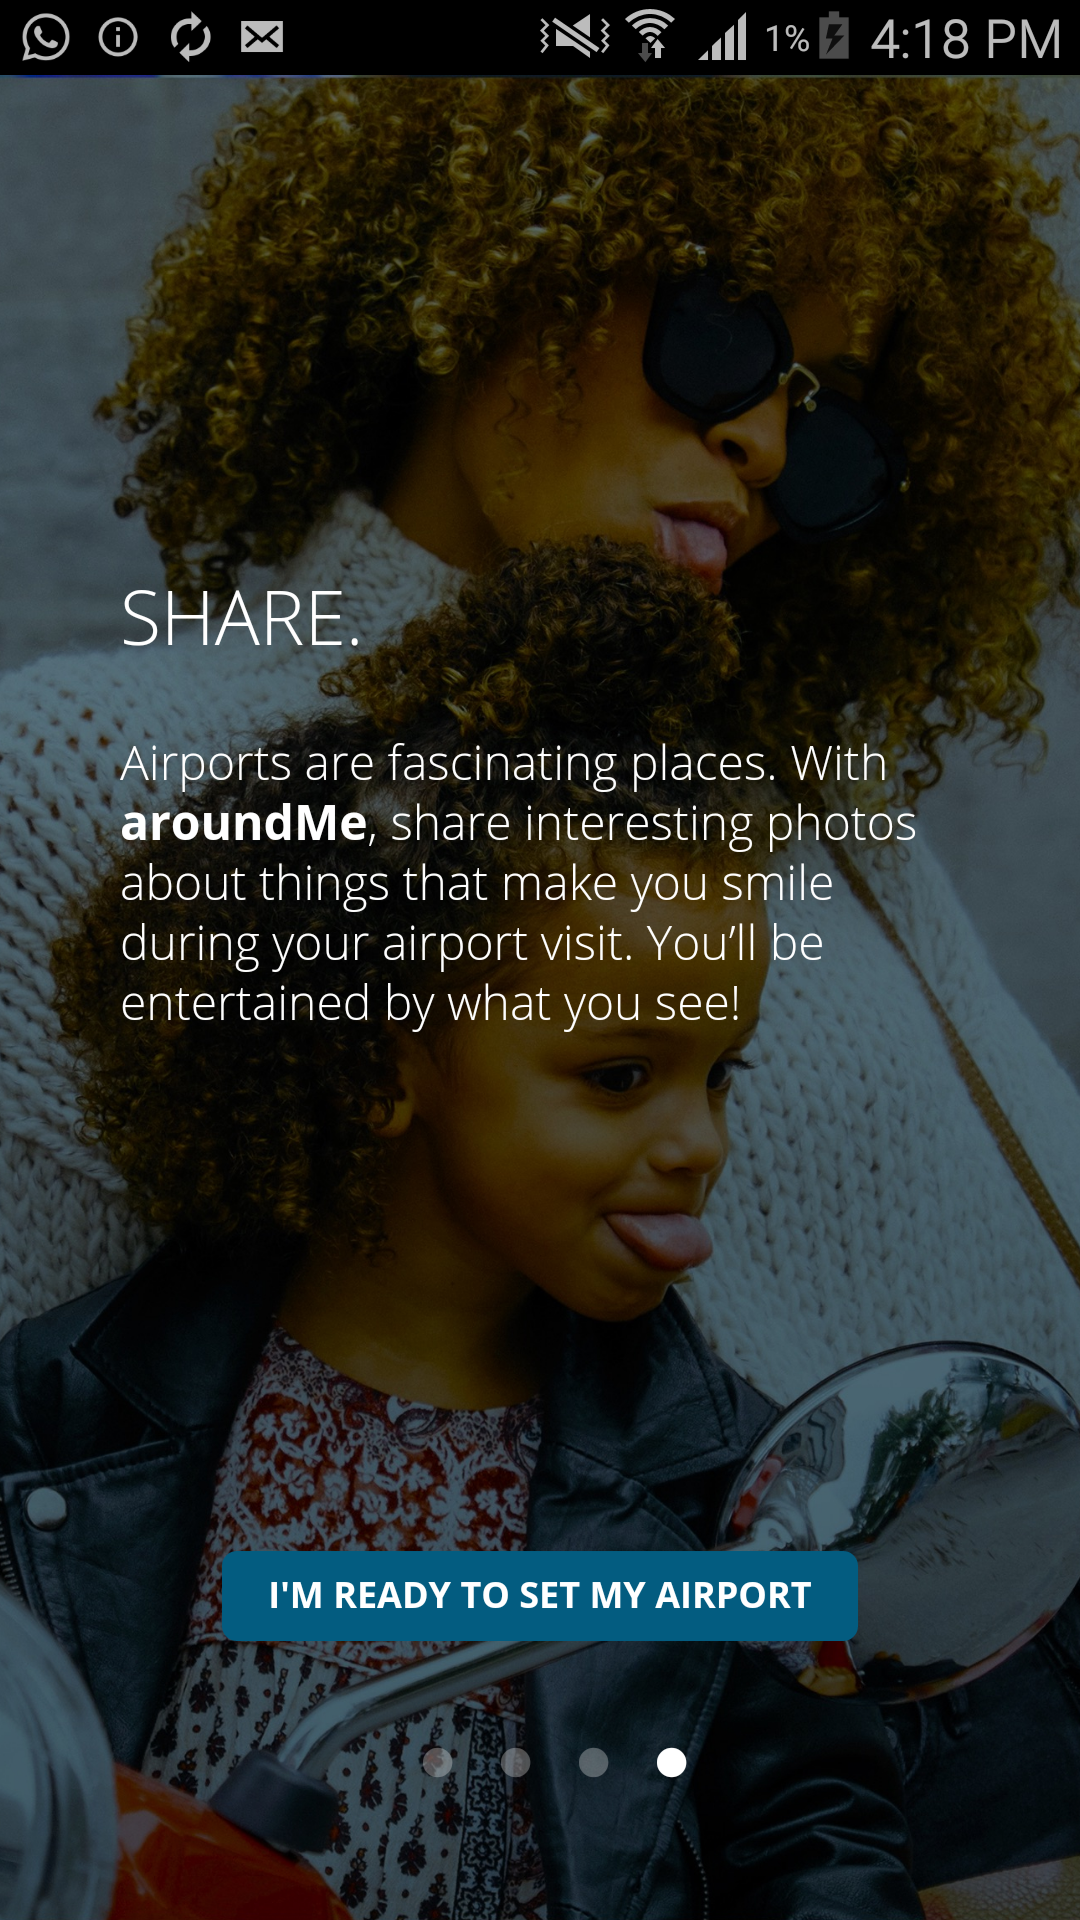 1% 4:18 PM
SHARE.
Airports are fascinating places. With
aroundMe, share interesting photos
about things that make you smile
during your airport visit. You’ll be
entertained by what you see!
I'M READY TO SET MY AIRPORT